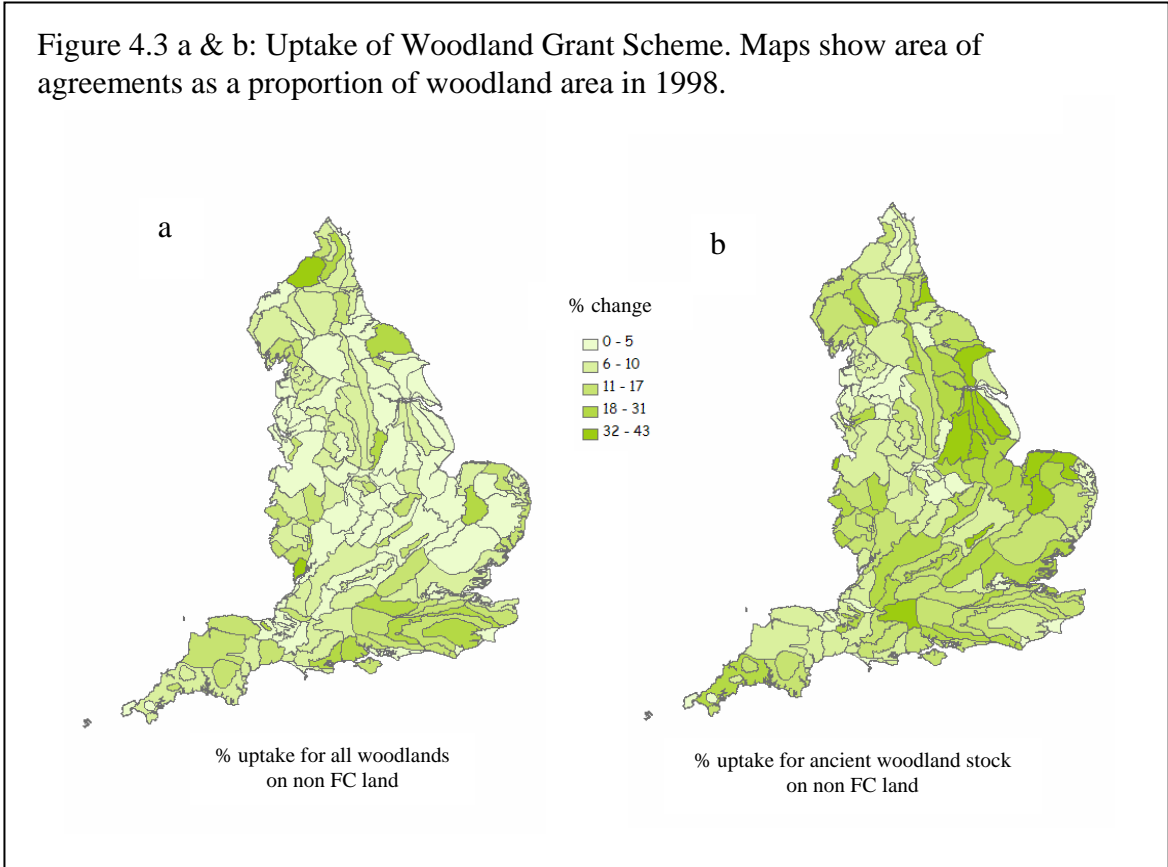 Figure 4.3 a & b: Uptake of Woodland Grant Scheme. Maps show area of
agreements as a proportion of woodland area in 1998.
a
b
% change
0 - 5
6 - 10
11 - 17
18 - 31
32 - 43
% uptake for all woodlands
on non FC land
% uptake for ancient woodland stock
on non FC land